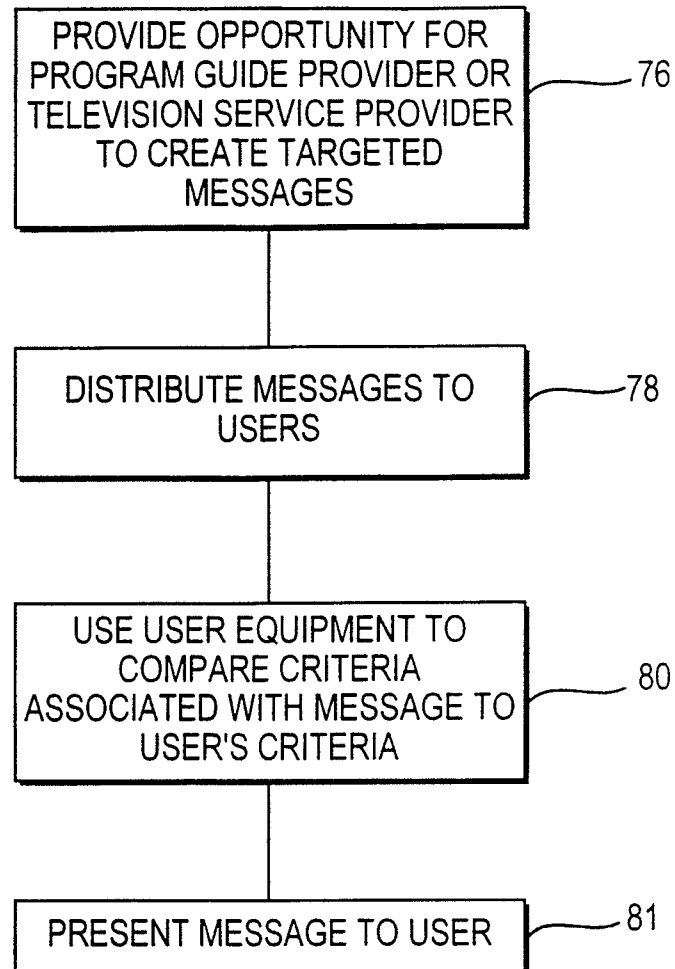 PROVIDE OPPORTUNITY FOR
PROGRAM GUIDE PROVIDER OR
TELEVISION SERVICE PROVIDER
TO CREATE TARGETED
MESSAGES
76
DISTRIBUTE MESSAGES TO
USERS
78
USE USER EQUIPMENT TO
COMPARE CRITERIA
ASSOCIATED WITH MESSAGE TO
USER'S CRITERIA
80
PRESENT MESSAGE TO USER
81